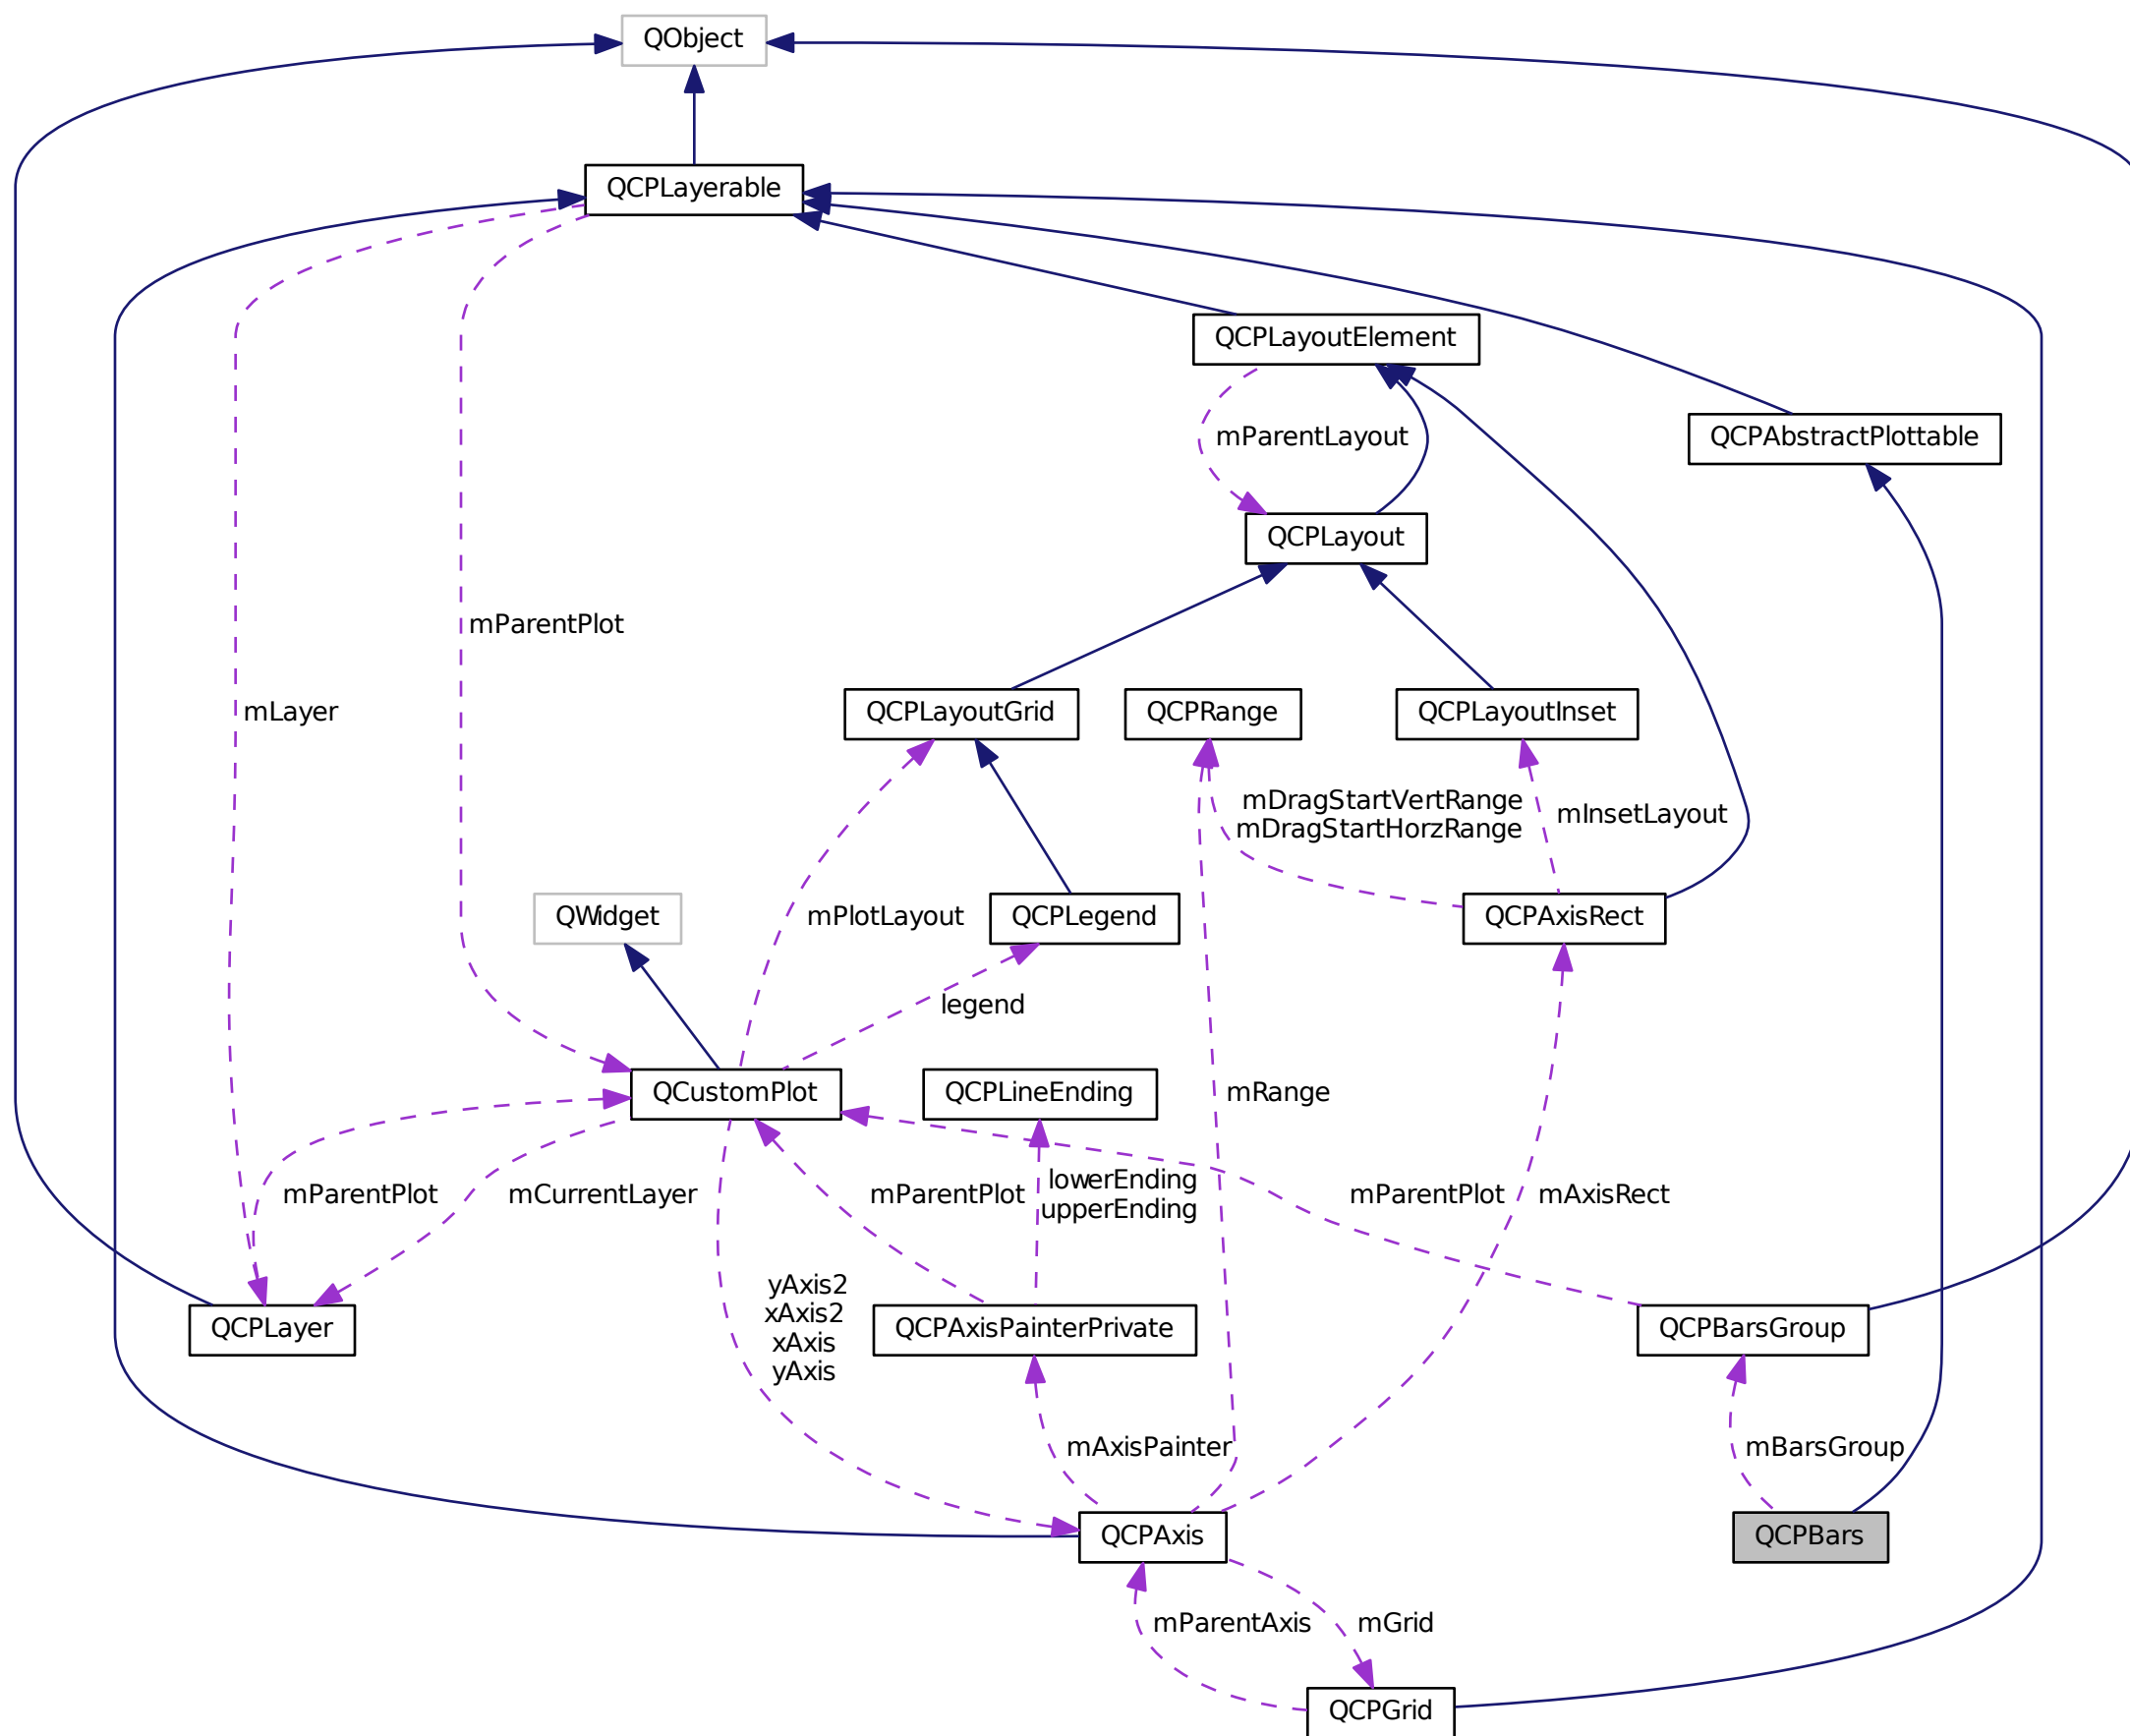 QObject
QCPLayerable
QCPLayoutElement
mParentLayout
QCPAbstractPlottable
QCPLayout
mParentPlot
mLayer
QCPLayoutGrid
QCPRange
QCPLayoutInset
mDragStartVertRange
mDragStartHorzRange
mInsetLayout
QWidget
mPlotLayout
QCPLegend
QCPAxisRect
legend
QCustomPlot
QCPLineEnding
mRange
mParentPlot
mCurrentLayer
mParentPlot
lowerEnding
upperEnding
mParentPlot
mAxisRect
yAxis2
xAxis2
xAxis
yAxis
QCPLayer
QCPAxisPainterPrivate
QCPBarsGroup
mAxisPainter
mBarsGroup
QCPAxis
QCPBars
mParentAxis
mGrid
QCPGrid